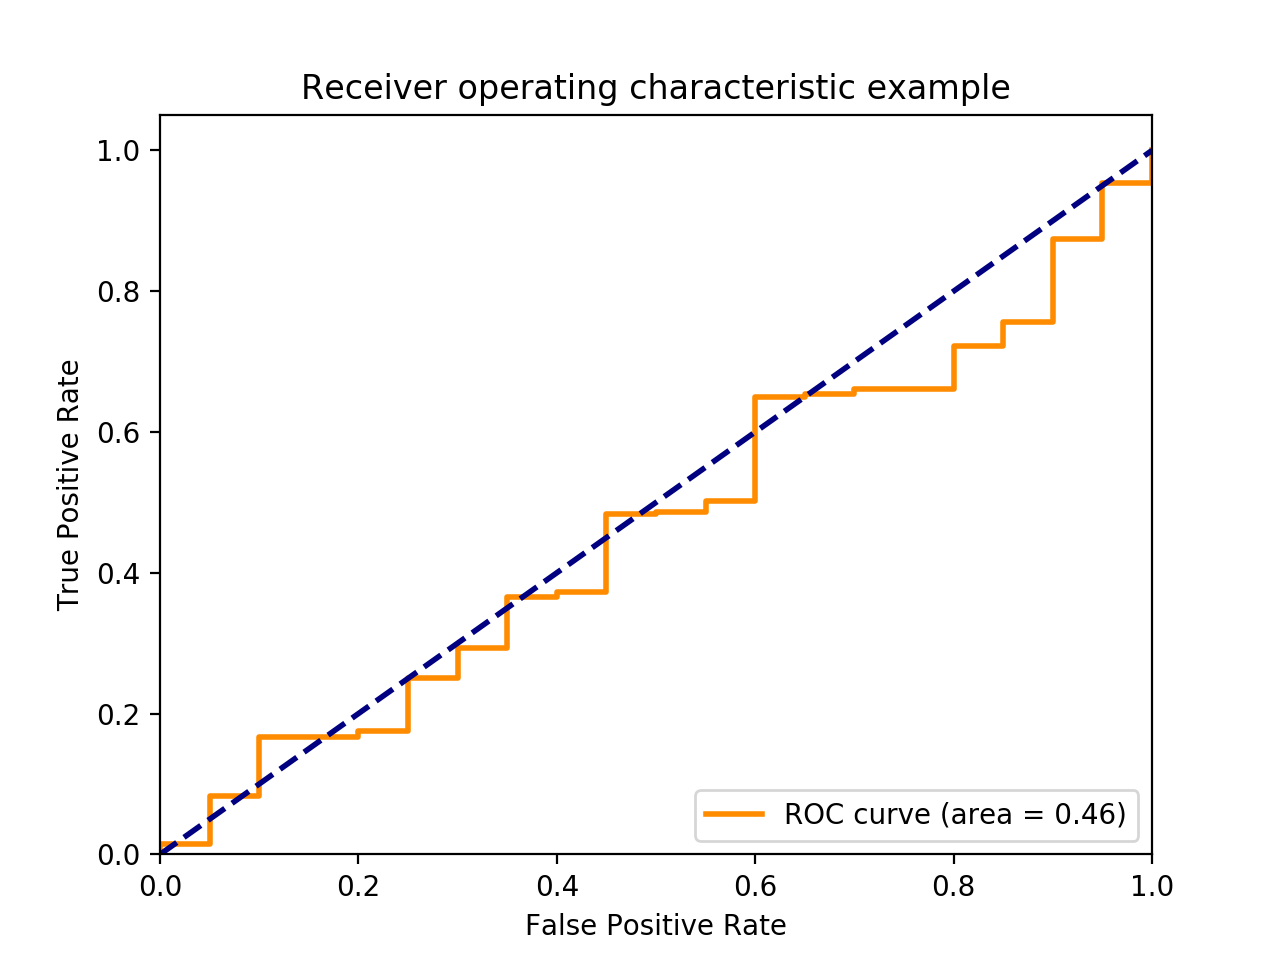 Receiver operating characteristic example
1.0
0.8
0.6
0.4
0.2
0.0
True Positive Rate
ROC curve (area = 0.46)
0.0 0.2 0.4 0.6 0.8 1.0
False Positive Rate